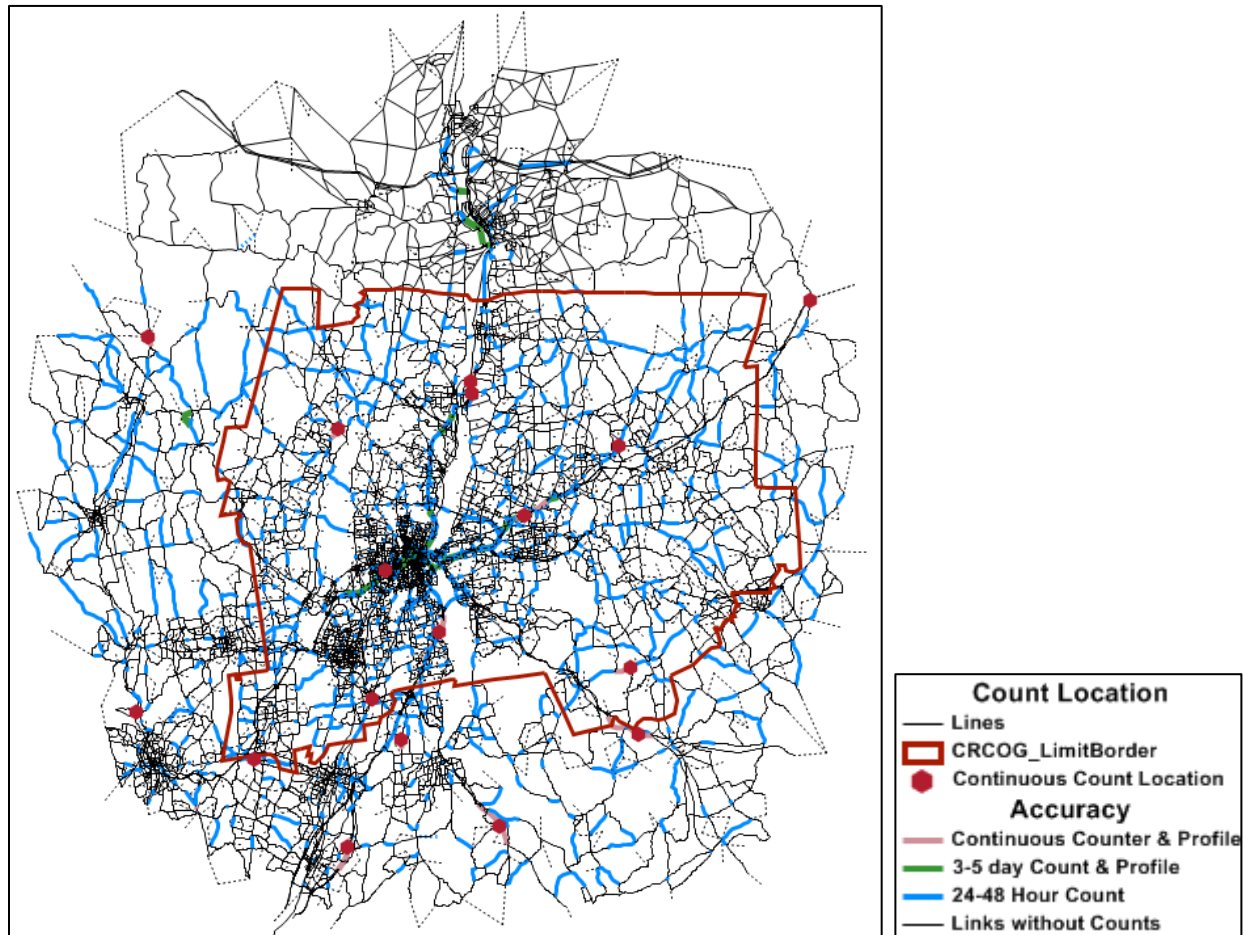 Count Location
Lines
CRCOG_LimitBorder
Continuous Count Location
Accuracy
Continuous Counter & Profile
3-5 day Count & Profile
24-48 Hour Count
Links without Counts